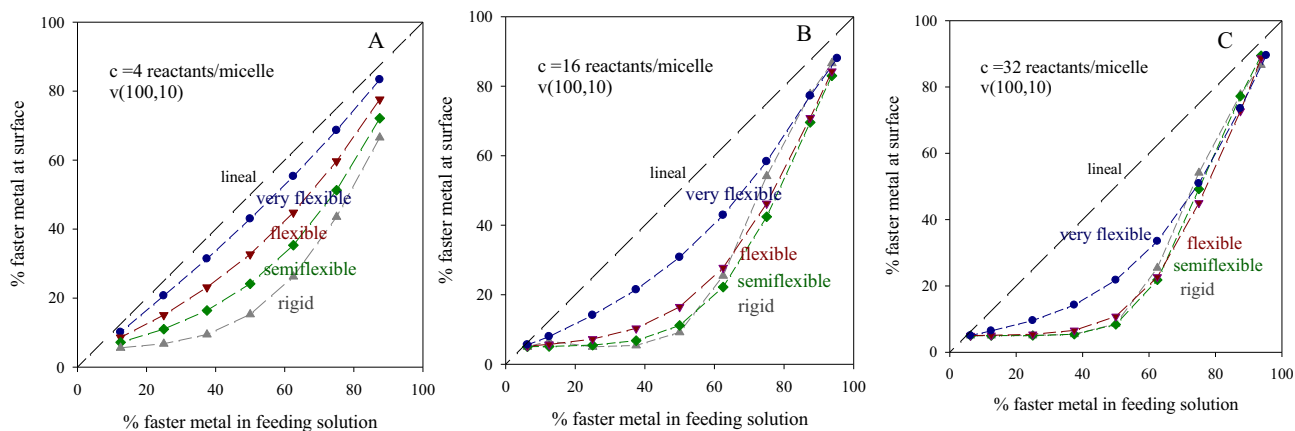 A
c =4 reactants/micelle
v(100,10)
lineal
very flexible
flexible
semiflexible
rigid
% faster metal at surface
100
80
60
40
20
0
0 20 40 60 80 100
% faster metal in feeding solution
B
c =16 reactants/micelle
v(100,10)
lineal
very flexible
flexible
semiflexible
rigid
% faster metal at surface
100
80
60
40
20
0
0 20 40 60 80 100
% faster metal in feeding solution
C
c =32 reactants/micelle
v(100,10)
lineal
very flexible
flexible
semiflexible
rigid
% faster metal at surface
100
80
60
40
20
0
0 20 40 60 80 100
% faster metal in feeding solution